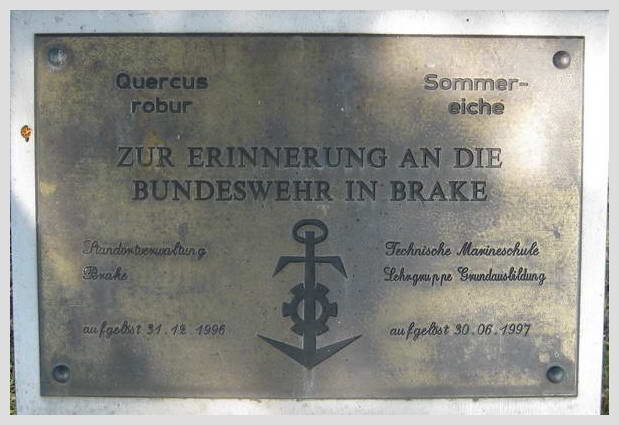 Quercus
robur
Sommer-
eiche
ZUR ERINNERUNG AN DIE
BUNDESWEHR IN BRAKE
Standortverwaltung
Brake
aufgelöst 31.12.1996
Technische Marineschule
Lehrgruppe Grundausbildung
aufgelöst 30.06.1997